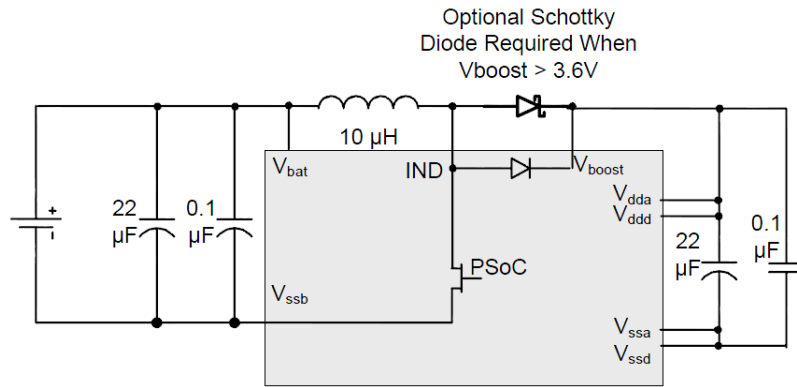 Optional Schottky
Diode Required When
Vboost > 3.6V
10 µH
Vbat
IND
Vboost
Vdda
Vddd
22
µF
0.1
µF
+
-
22
µF
0.1
µF
PSoC
Vssb
Vssa
Vssd